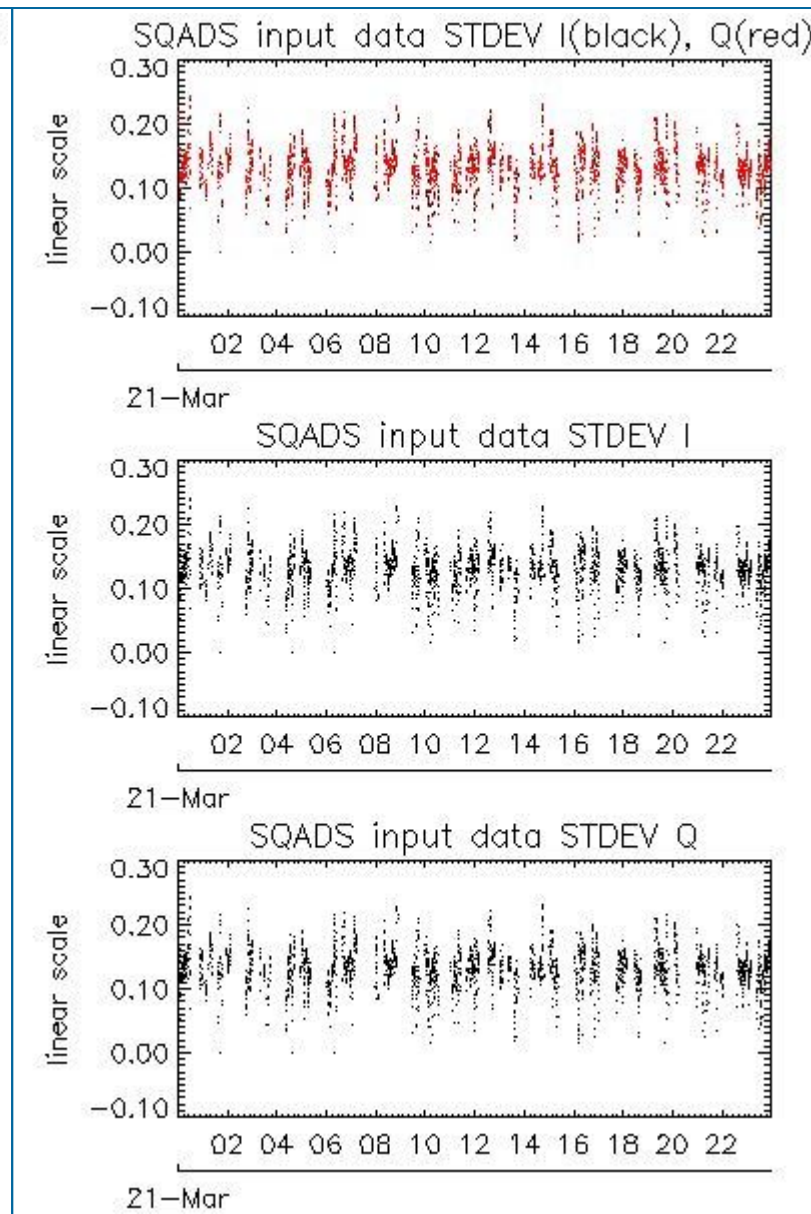 SQADS input data STDEV I(black), Q(red)
0.30
0.20
0.10
0.00
−0.10
linear scale
02 04 06 08 10 12 14 16 18 20 22
21−Mar
SQADS input data STDEV I
0.30
0.20
0.10
0.00
−0.10
linear scale
02 04 06 08 10 12 14 16 18 20 22
21−Mar
SQADS input data STDEV Q
0.30
0.20
0.10
0.00
−0.10
linear scale
02 04 06 08 10 12 14 16 18 20 22
21−Mar